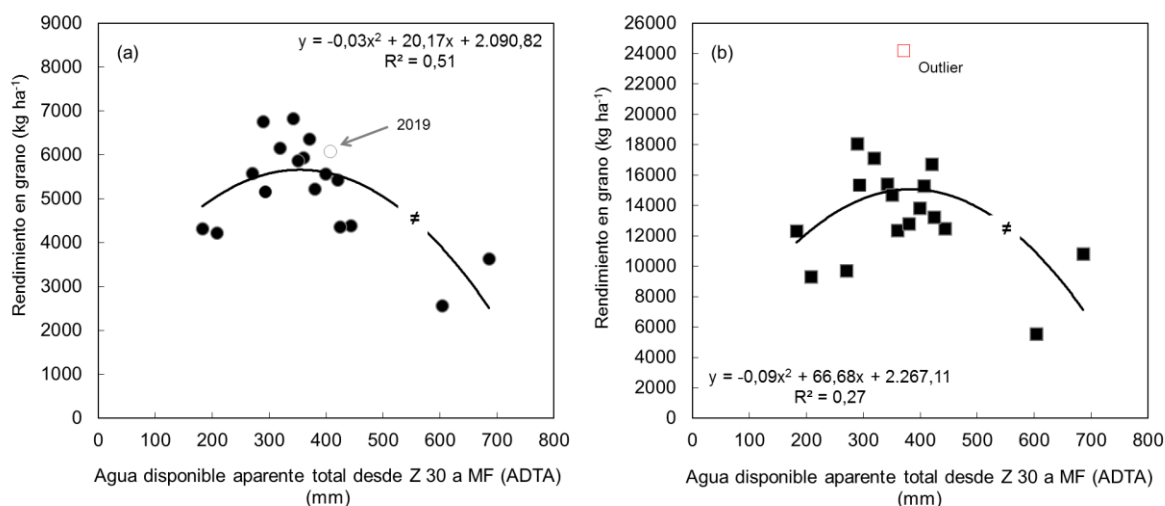 (a)
y = -0,03x² + 20,17x + 2.090,82
R² = 0,51
2019
≠
Rendimiento en grano (kg ha⁻¹)
9000
8000
7000
6000
5000
4000
3000
2000
1000
0
0 100 200 300 400 500 600 700 800
Agua disponible aparente total desde Z 30 a MF (ADTA)
(mm)
(b)
Outlier
≠
y = -0,09x² + 66,68x + 2.267,11
R² = 0,27
Rendimiento en grano (kg ha⁻¹)
26000
24000
22000
20000
18000
16000
14000
12000
10000
8000
6000
4000
2000
0
0 100 200 300 400 500 600 700 800
Agua disponible aparente total desde Z 30 a MF (ADTA)
(mm)